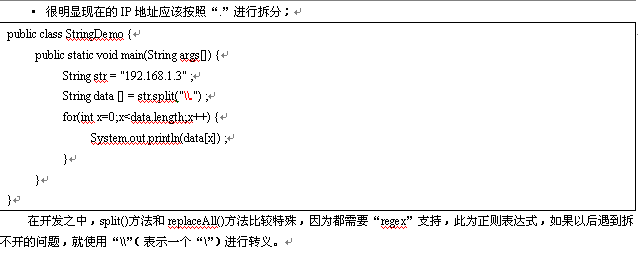 • 很明显现在的 IP 地址应该按照“.”进行拆分；
public class StringDemo {
public static void main(String args[]) {
String str = "192.168.1.3" ;
String data [] = str.split("\\.") ;
for(int x=0;x<data.length;x++) {
System.out.println(data[x]) ;
}
}
}
在开发之中，split()方法和 replaceAll()方法比较特殊，因为都需要“regex”支持，此为正则表达式，如果以后遇到拆
不开的问题，就使用“\\”（表示一个“\”）进行转义。